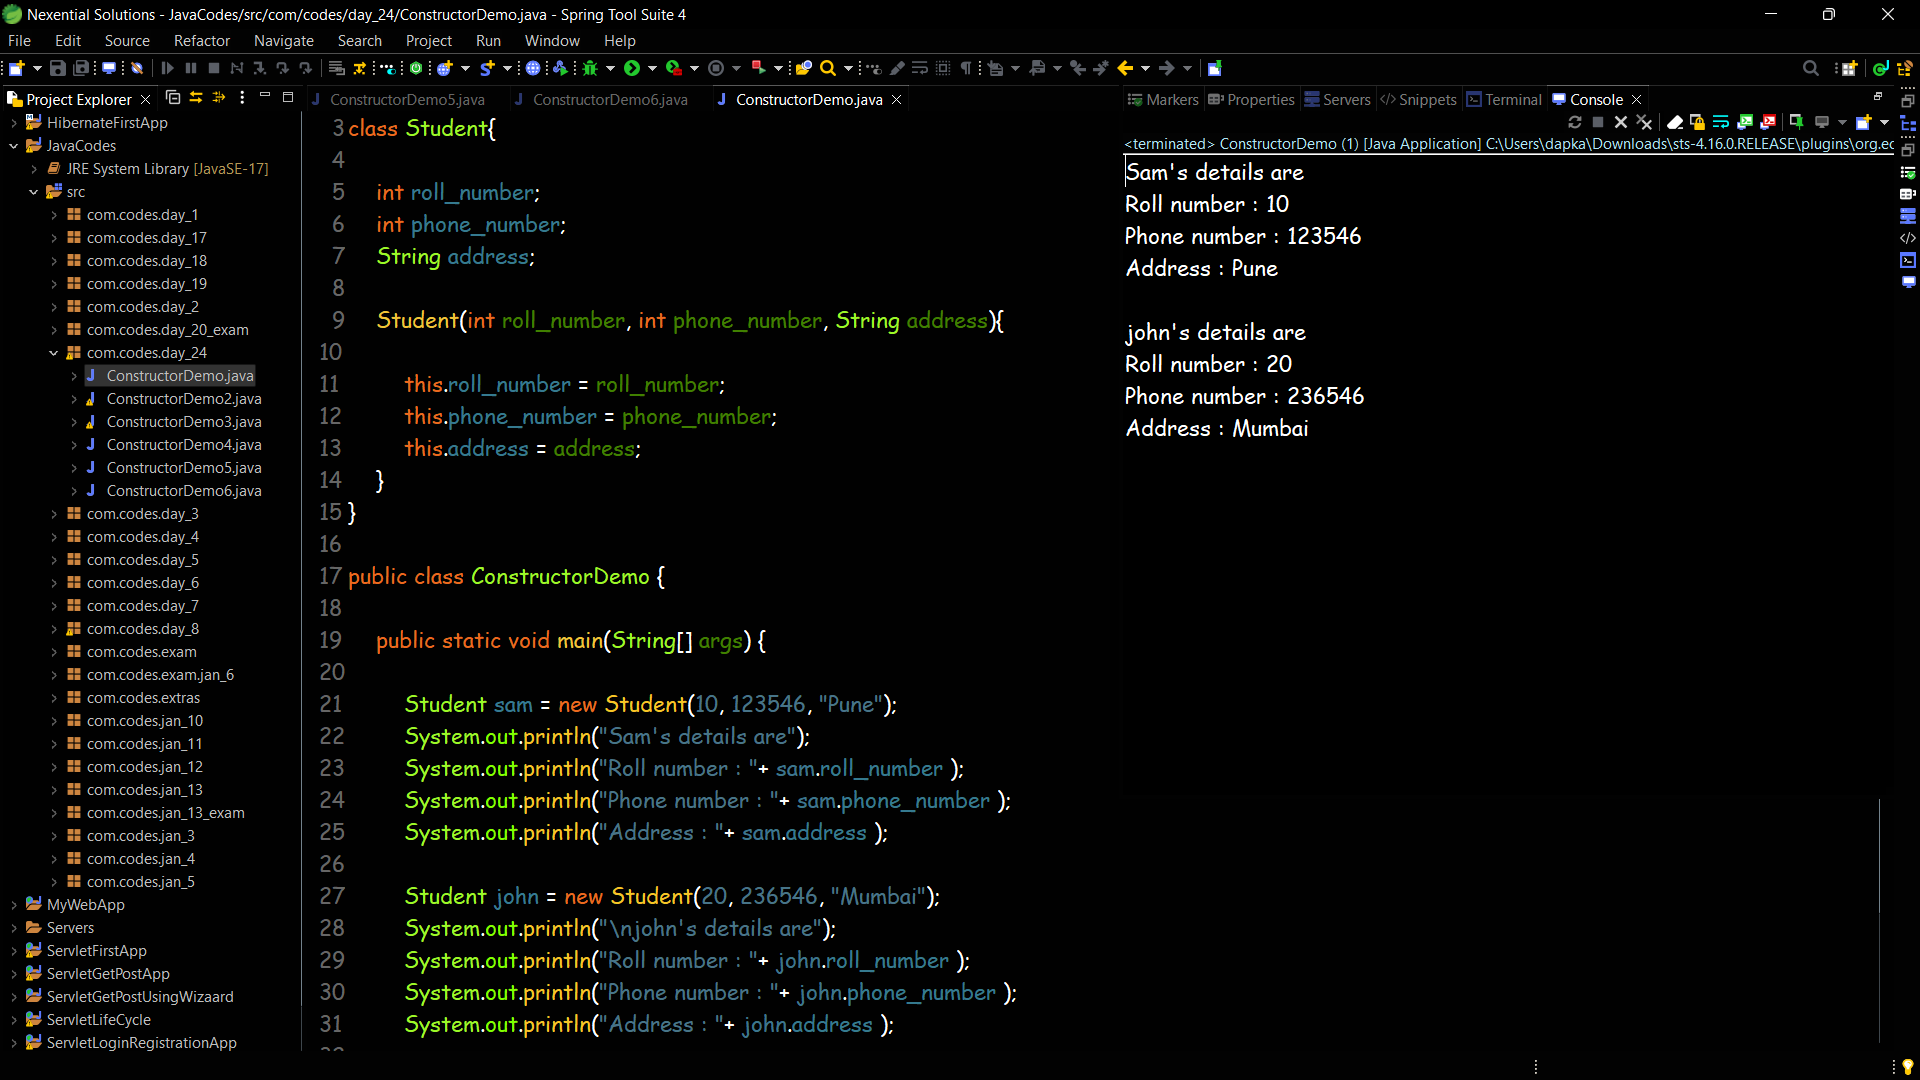 Nexential Solutions - JavaCodes/src/com/codes/day_24/ConstructorDemo.java - Spring Tool Suite 4
File Edit Source Refactor Navigate Search Project Run Window Help
Project Explorer
HibernateFirstApp
JavaCodes
JRE System Library [JavaSE-17]
src
com.codes.day_1
com.codes.day_17
com.codes.day_18
com.codes.day_19
com.codes.day_2
com.codes.day_20_exam
com.codes.day_24
ConstructorDemo.java
ConstructorDemo2.java
ConstructorDemo3.java
ConstructorDemo4.java
ConstructorDemo5.java
ConstructorDemo6.java
com.codes.day_3
com.codes.day_4
com.codes.day_5
com.codes.day_6
com.codes.day_7
com.codes.day_8
com.codes.exam
com.codes.exam.jan_6
com.codes.extras
com.codes.jan_10
com.codes.jan_11
com.codes.jan_12
com.codes.jan_13
com.codes.jan_13_exam
com.codes.jan_3
com.codes.jan_4
com.codes.jan_5
MyWebApp
Servers
ServletFirstApp
ServletGetPostApp
ServletGetPostUsingWizaard
ServletLifeCycle
ServletLoginRegistrationApp
ConstructorDemo5.java ConstructorDemo6.java ConstructorDemo.java
3 class Student{
4
5 int roll_number;
6 int phone_number;
7 String address;
8
9 Student(int roll_number, int phone_number, String address){
10
11 this.roll_number = roll_number;
12 this.phone_number = phone_number;
13 this.address = address;
14 }
15 }
16
17 public class ConstructorDemo {
18
19 public static void main(String[] args) {
20
21 Student sam = new Student(10, 123546, "Pune");
22 System.out.println("Sam's details are");
23 System.out.println("Roll number : "+ sam.roll_number );
24 System.out.println("Phone number : "+ sam.phone_number );
25 System.out.println("Address : "+ sam.address );
26
27 Student john = new Student(20, 236546, "Mumbai");
28 System.out.println("\njohn's details are");
29 System.out.println("Roll number : "+ john.roll_number );
30 System.out.println("Phone number : "+ john.phone_number );
31 System.out.println("Address : "+ john.address );
Markers Properties Servers Snippets Terminal Console
<terminated> ConstructorDemo (1) [Java Application] C:\Users\dapka\Downloads\sts-4.16.0.RELEASE\plugins\org.ec
Sam's details are
Roll number : 10
Phone number : 123546
Address : Pune
john's details are
Roll number : 20
Phone number : 236546
Address : Mumbai